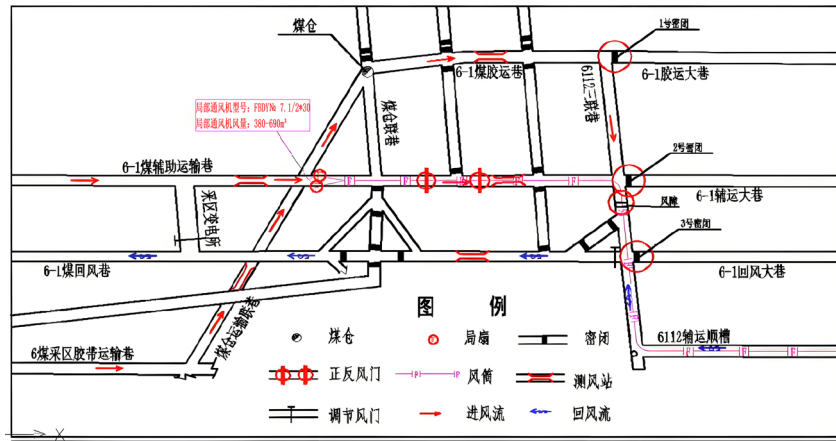 煤仓
1号密闭
6-1煤胶运巷
6-1胶运大巷
局部通风机型号：FBDYNo 7.1/2*30
局部通风机风量：380-690m³
煤仓联巷
6112三联巷
2号密闭
6-1煤辅助运输巷
6-1辅运大巷
采区变电所
风障
3号密闭
6-1煤回风巷
6-1回风大巷
图 例
煤仓运输联巷
煤仓
局扇
密闭
6112辅运顺槽
6煤采区胶带运输巷
正反风门
风筒
测风站
调节风门
进风流
回风流
X